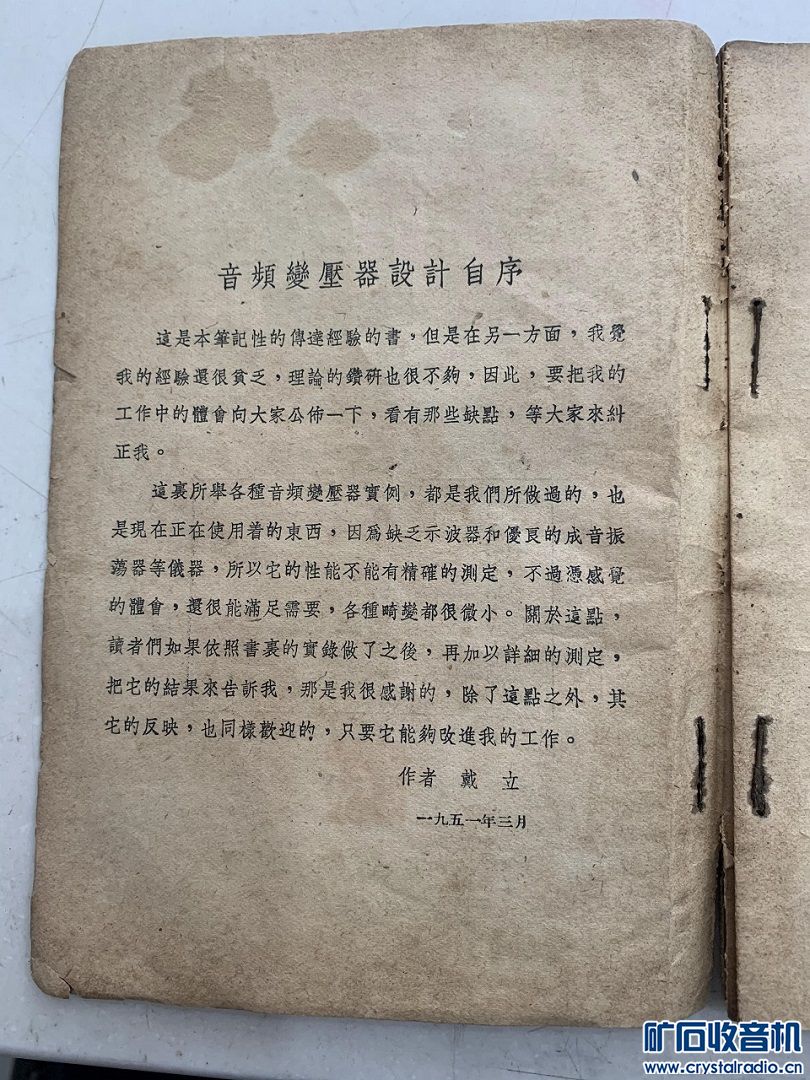 音頻變壓器設計自序
這是本筆記性的傳達經驗的書，但是在另一方面，我覺
我的經驗還很貧乏，理論的鑽研也很不夠，因此，要把我的
工作中的體會向大家公佈一下，看有那些缺點，等大家來糾
正我。
這裏所舉各種音頻變壓器實例，都是我們所做過的，也
是現在正在使用着的東西，因爲缺乏示波器和優良的成音振
蕩器等儀器，所以它的性能不能有精確的測定，不過憑感覺
的體會，還很能滿足需要，各種畸變都很微小。關於這點，
讀者們如果依照書裏的實錄做了之後，再加以詳細的測定，
把它的結果來告訴我，那是我很感謝的，除了這點之外，其
它的反映，也同樣歡迎的，只要它能夠改進我的工作。
作者 戴 立
一九五一年三月
矿石收音机
www.crystalradio.cn